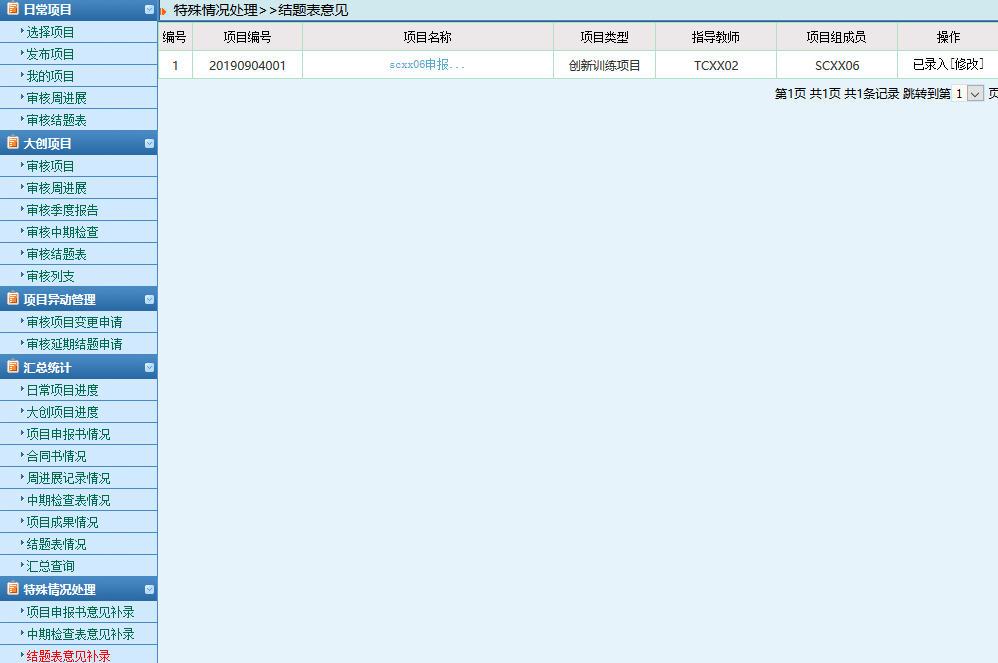 日常项目
选择项目
发布项目
我的项目
审核周进展
审核结题表
大创项目
审核项目
审核周进展
审核季度报告
审核中期检查
审核结题表
审核列支
项目异动管理
审核项目变更申请
审核延期结题申请
汇总统计
日常项目进度
大创项目进度
项目申报书情况
合同书情况
周进展记录情况
中期检查表情况
项目成果情况
结题表情况
汇总查询
特殊情况处理
项目申报书意见补录
中期检查表意见补录
结题表意见补录
特殊情况处理>>结题表意见
编号 项目编号 项目名称 项目类型 指导教师 项目组成员 操作
1 20190904001 scxx06申报... 创新训练项目 TCXX02 SCXX06 已录入[修改]
第1页 共1页 共1条记录 跳转到第 1 页